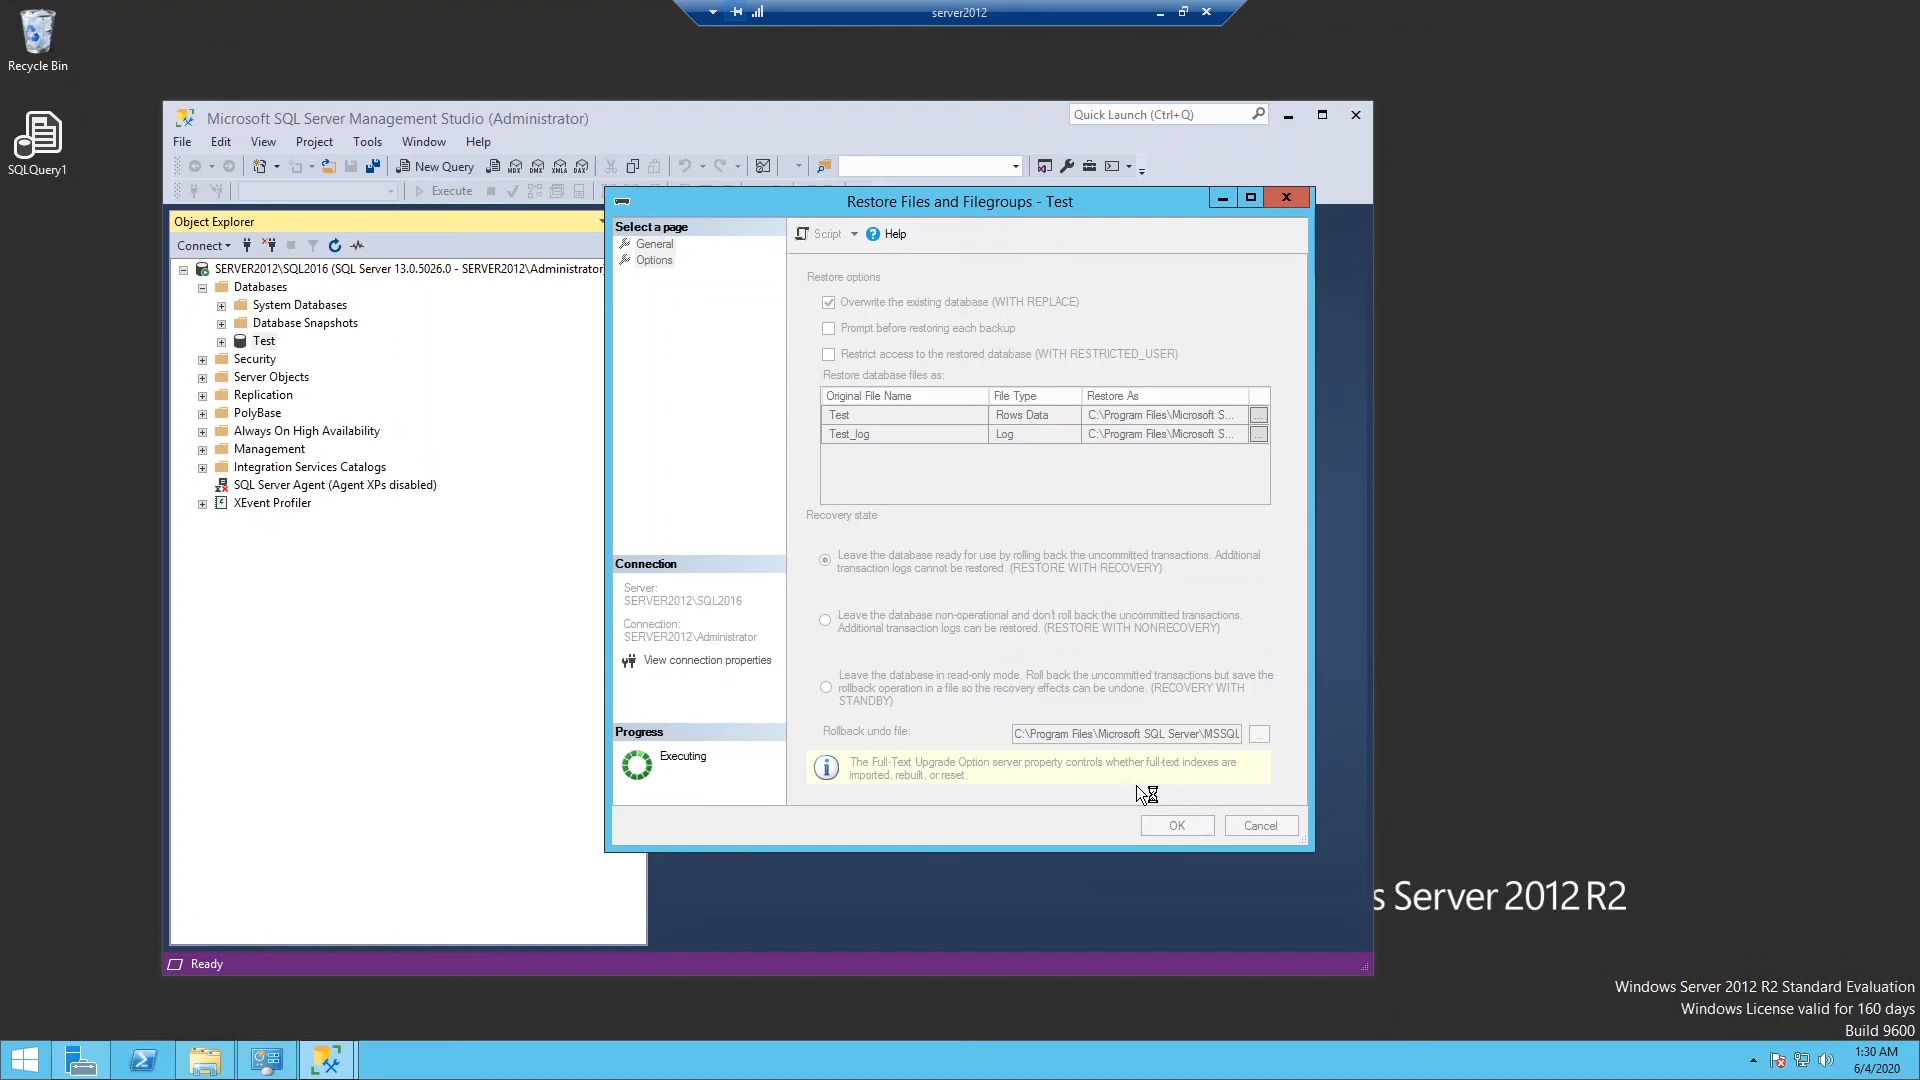 server2012
Recycle Bin
SQLQuery1
Microsoft SQL Server Management Studio (Administrator)
Quick Launch (Ctrl+Q)
File Edit View Project Tools Window Help
New Query
MDX DMX XMLA DAX
Execute
Object Explorer
Connect
SERVER2012\SQL2016 (SQL Server 13.0.5026.0 - SERVER2012\Administrator)
Databases
System Databases
Database Snapshots
Test
Security
Server Objects
Replication
PolyBase
Always On High Availability
Management
Integration Services Catalogs
SQL Server Agent (Agent XPs disabled)
XEvent Profiler
Ready
Restore Files and Filegroups - Test
Select a page
General
Options
Connection
Server:
SERVER2012\SQL2016
Connection:
SERVER2012\Administrator
View connection properties
Progress
Executing
Script Help
Restore options
Overwrite the existing database (WITH REPLACE)
Prompt before restoring each backup
Restrict access to the restored database (WITH RESTRICTED_USER)
Restore database files as:
Original File Name File Type Restore As
Test Rows Data C:\Program Files\Microsoft S... ...
Test_log Log C:\Program Files\Microsoft S... ...
Recovery state
Leave the database ready for use by rolling back the uncommitted transactions. Additional
transaction logs cannot be restored. (RESTORE WITH RECOVERY)
Leave the database non-operational and don't roll back the uncommitted transactions.
Additional transaction logs can be restored. (RESTORE WITH NONRECOVERY)
Leave the database in read-only mode. Roll back the uncommitted transactions but save the
rollback operation in a file so the recovery effects can be undone. (RECOVERY WITH
STANDBY)
Rollback undo file: C:\Program Files\Microsoft SQL Server\MSSQL ...
The Full-Text Upgrade Option server property controls whether full-text indexes are
imported, rebuilt, or reset.
OK Cancel
s Server 2012 R2
Windows Server 2012 R2 Standard Evaluation
Windows License valid for 160 days
Build 9600
1:30 AM
6/4/2020